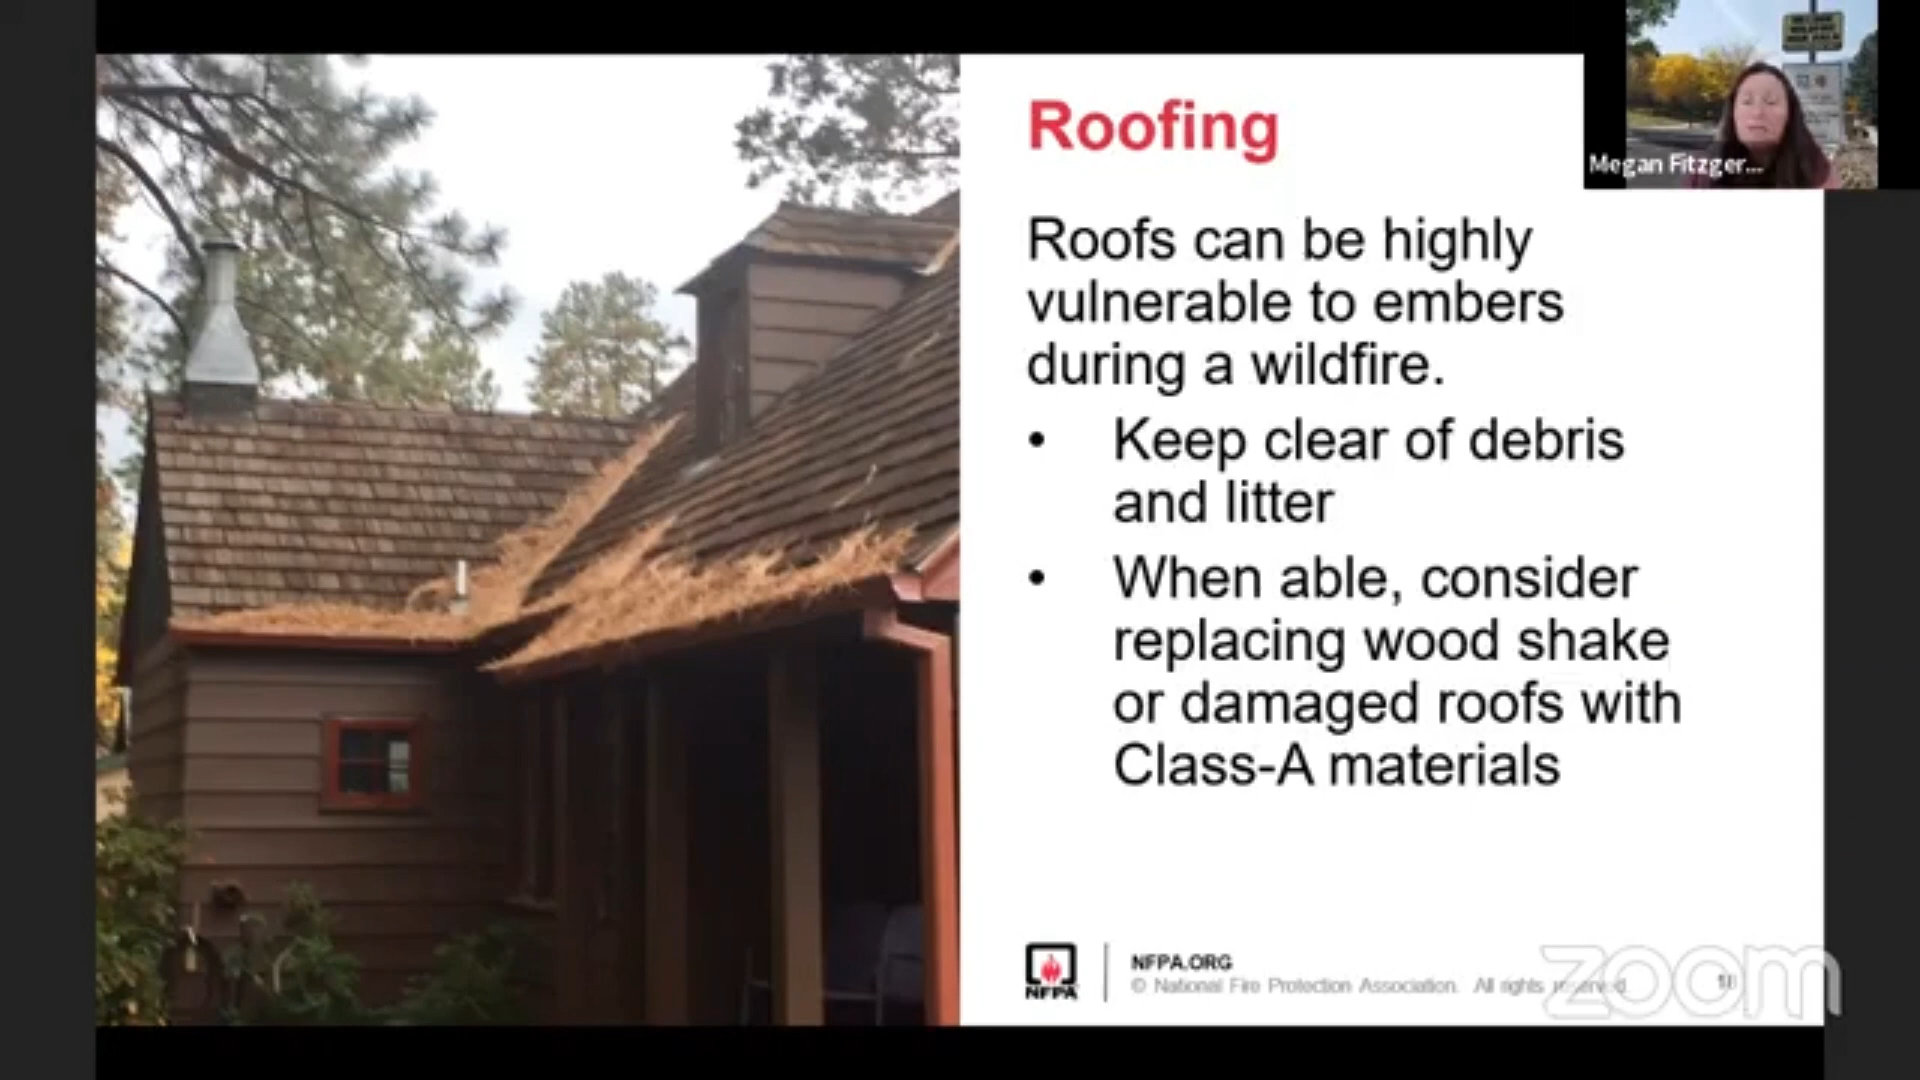 Roofing
Megan Fitzger...
Roofs can be highly
vulnerable to embers
during a wildfire.
• Keep clear of debris
and litter
• When able, consider
replacing wood shake
or damaged roofs with
Class-A materials
NFPA
NFPA.ORG
© National Fire Protection Association. All rights reserved.
zoom